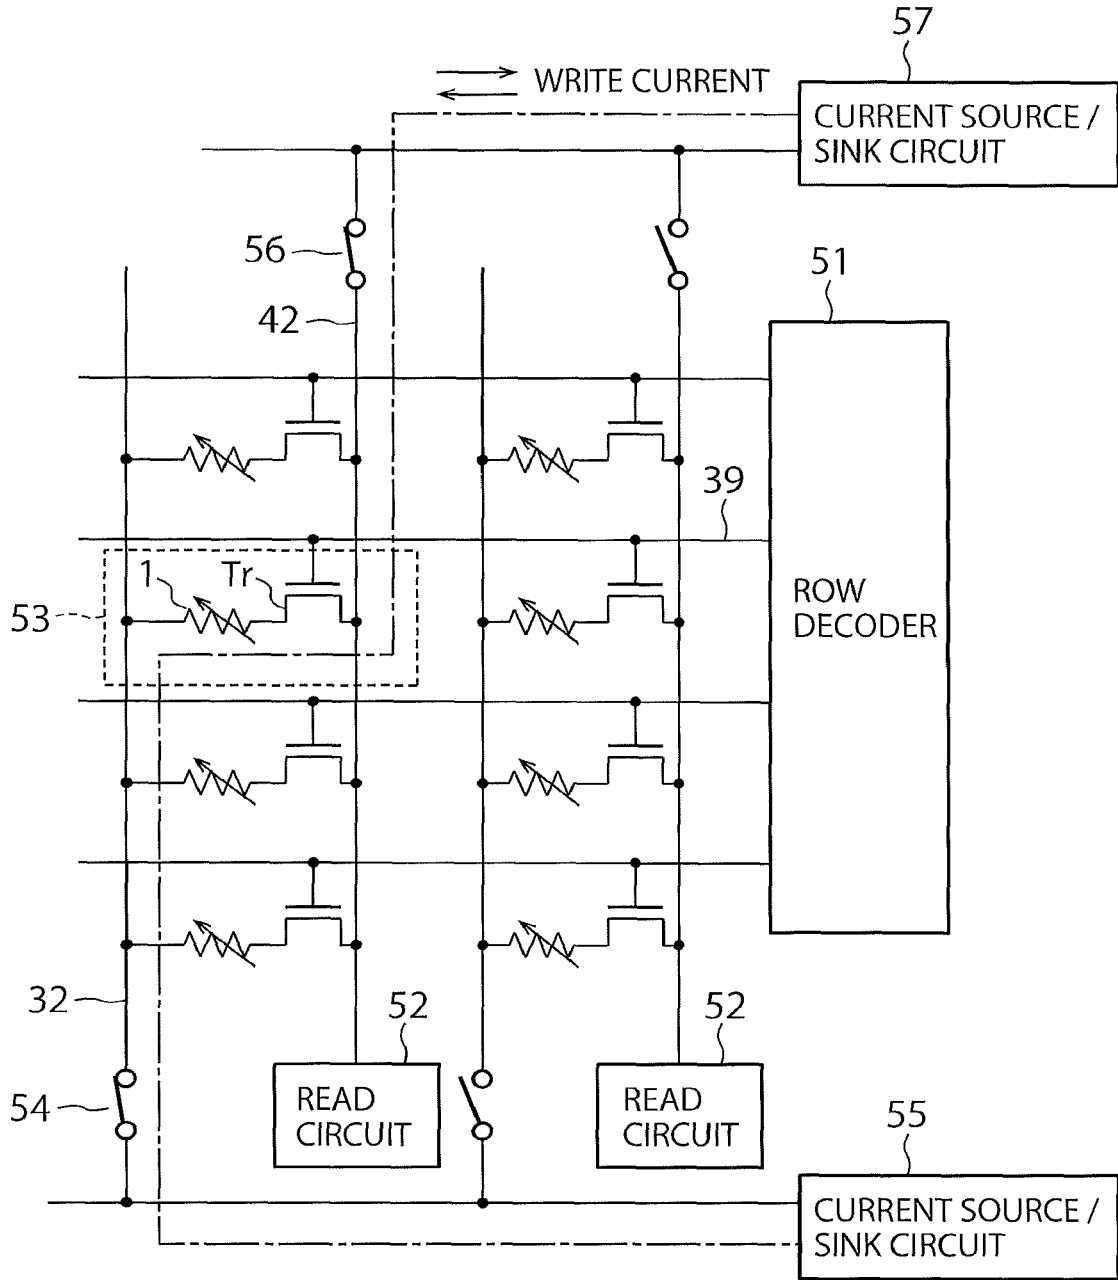 57
WRITE CURRENT
CURRENT SOURCE /
SINK CIRCUIT
56
51
42
39
1
Tr
53
ROW
DECODER
32
52
52
54
READ
CIRCUIT
READ
CIRCUIT
55
CURRENT SOURCE /
SINK CIRCUIT